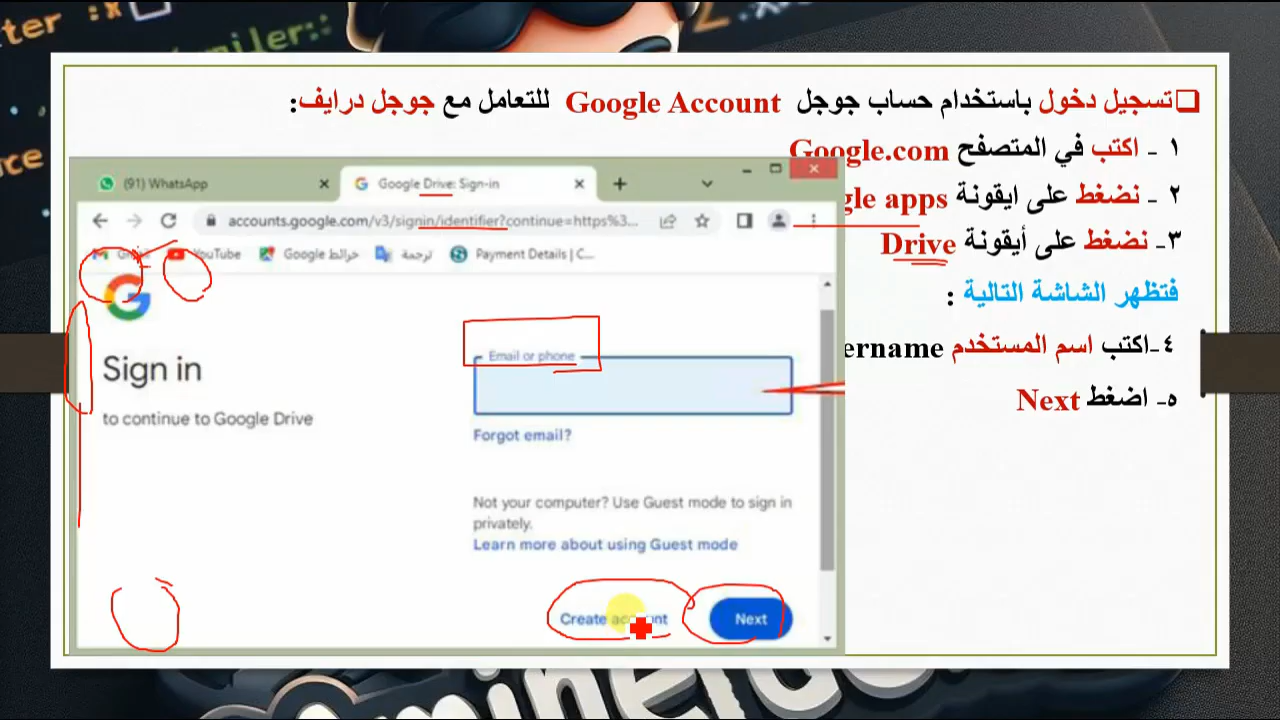 تسجيل دخول باستخدام حساب جوجل Google Account للتعامل مع جوجل درايف:
١ - اكتب في المتصفح Google.com
٢ - نضغط على ايقونة gle apps
٣- نضغط على أيقونة Drive
فتظهر الشاشة التالية :
٤-اكتب اسم المستخدم ername
٥- اضغط Next
(91) WhatsApp
Google Drive: Sign-in
accounts.google.com/v3/signin/identifier?continue=https%3...
YouTube
خرائط Google
ترجمة
Payment Details | C...
Sign in
to continue to Google Drive
Email or phone
Forgot email?
Not your computer? Use Guest mode to sign in
privately.
Learn more about using Guest mode
Create account
Next